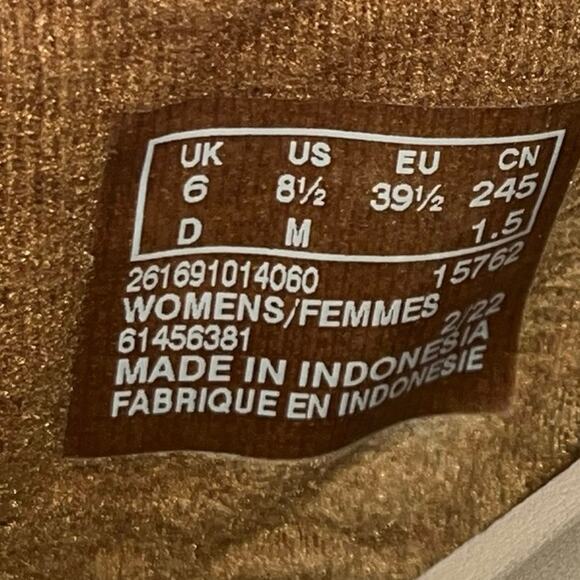 UK US EU CN
6 8½ 39½ 245
D M 1.5
261691014060 15762
WOMENS/FEMMES 2/22
61456381
MADE IN INDONESIA
FABRIQUE EN INDONESIE